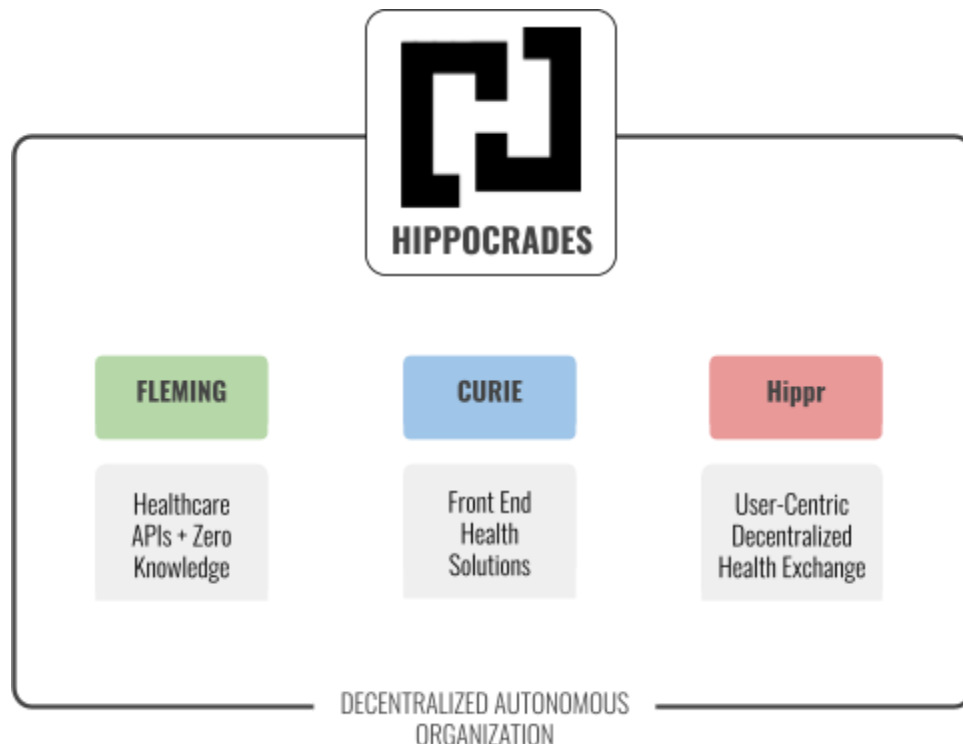 HIPPOCRADES
FLEMING
CURIE
Hippr
Healthcare
APIs + Zero
Knowledge
Front End
Health
Solutions
User-Centric
Decentralized
Health Exchange
DECENTRALIZED AUTONOMOUS
ORGANIZATION